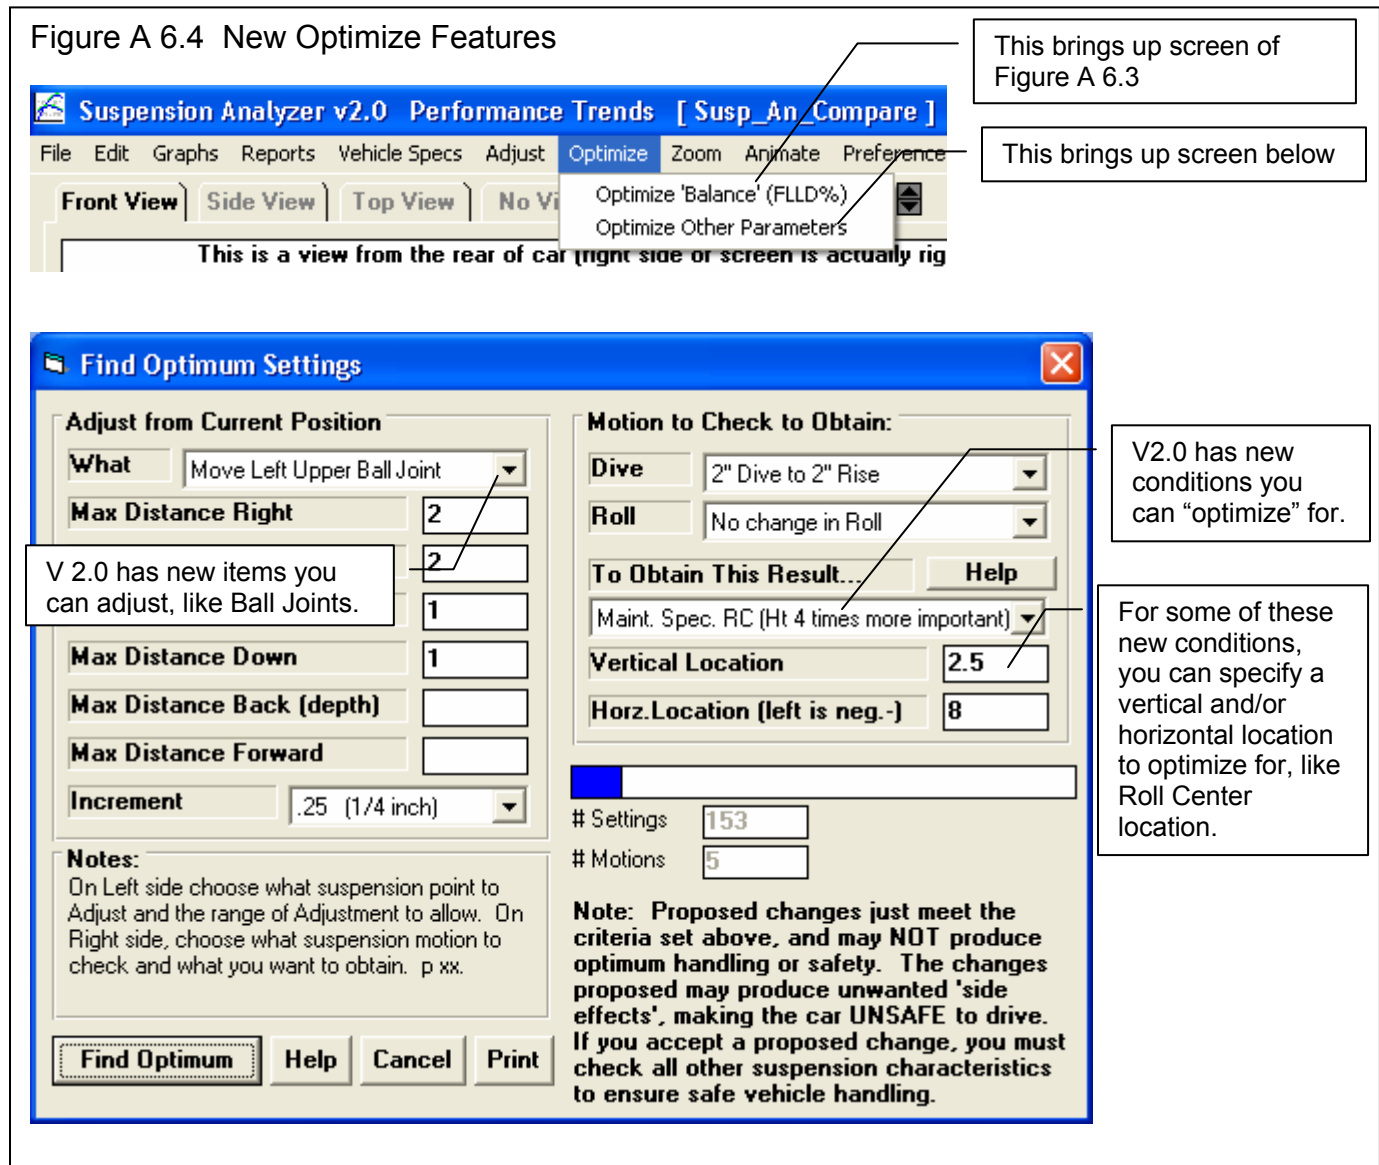 Figure A 6.4  New Optimize Features
This brings up screen of
Figure A 6.3
Suspension Analyzer v2.0   Performance Trends   [ Susp_An_Compare ]
File Edit Graphs Reports Vehicle Specs Adjust Optimize Zoom Animate Preference
This brings up screen below
Optimize 'Balance' (FLLD%)
Optimize Other Parameters
Front View Side View Top View No Vi
This is a view from the rear of car (right side of screen is actually rig
Find Optimum Settings
Adjust from Current Position
What Move Left Upper Ball Joint
Max Distance Right 2
2
V 2.0 has new items you
can adjust, like Ball Joints.
1
Max Distance Down 1
Max Distance Back (depth)
Max Distance Forward
Increment .25 (1/4 inch)
Notes:
On Left side choose what suspension point to
Adjust and the range of Adjustment to allow. On
Right side, choose what suspension motion to
check and what you want to obtain. p xx.
Find Optimum Help Cancel Print
Motion to Check to Obtain:
Dive 2" Dive to 2" Rise
Roll No change in Roll
To Obtain This Result... Help
Maint. Spec. RC (Ht 4 times more important)
Vertical Location 2.5
Horz.Location (left is neg.-) 8
# Settings 153
# Motions 5
Note: Proposed changes just meet the
criteria set above, and may NOT produce
optimum handling or safety. The changes
proposed may produce unwanted 'side
effects', making the car UNSAFE to drive.
If you accept a proposed change, you must
check all other suspension characteristics
to ensure safe vehicle handling.
V2.0 has new
conditions you
can “optimize” for.
For some of these
new conditions,
you can specify a
vertical and/or
horizontal location
to optimize for, like
Roll Center
location.